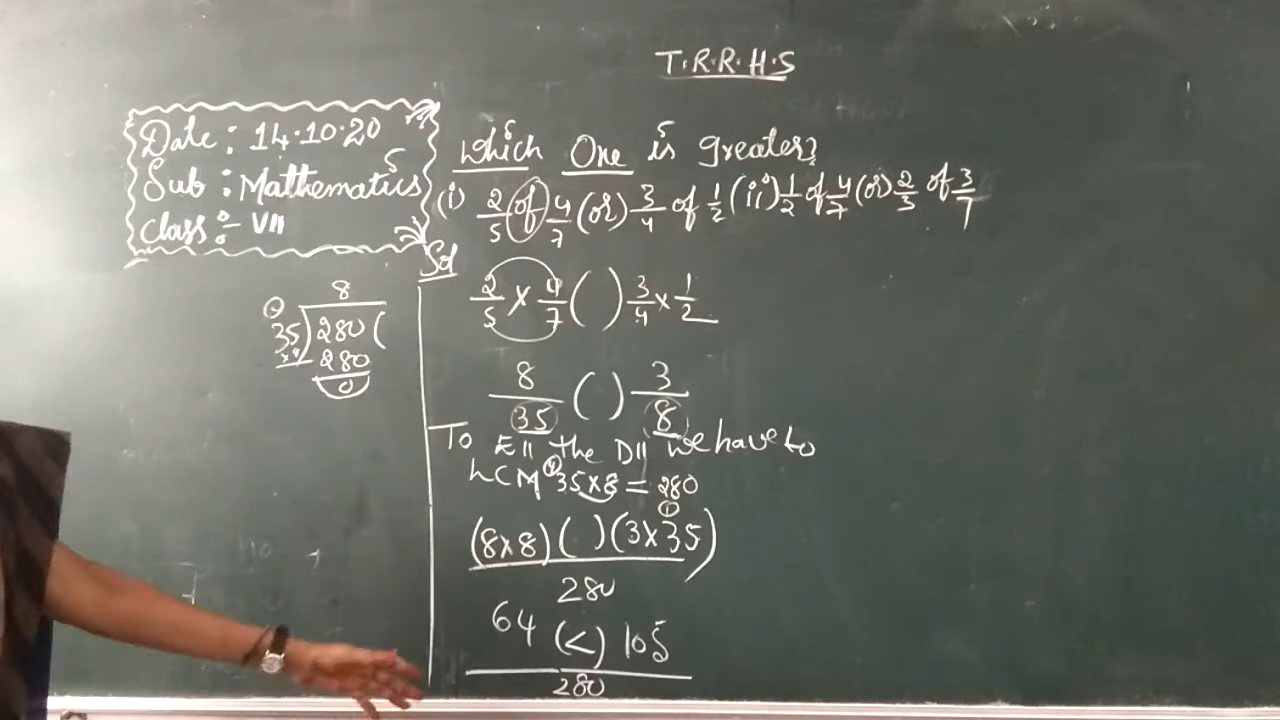 T.R.R.H.S
Date : 14.10.20
Sub : Mathematics
Class :- VII
Which One is greater?
(i) 2/5 of 4/7 (or) 3/4 of 1/2 (ii) 1/2 of 4/7 (or) 2/3 of 3/7
Sol
2/5 × 4/7 ( ) 3/4 × 1/2
8/35 ( ) 3/8
To Ell the Dll we have to
LCM 35×8 = 280
(8×8) ( ) (3×35)
280
64 (<) 105
280
8
35)280(
×8 280
0